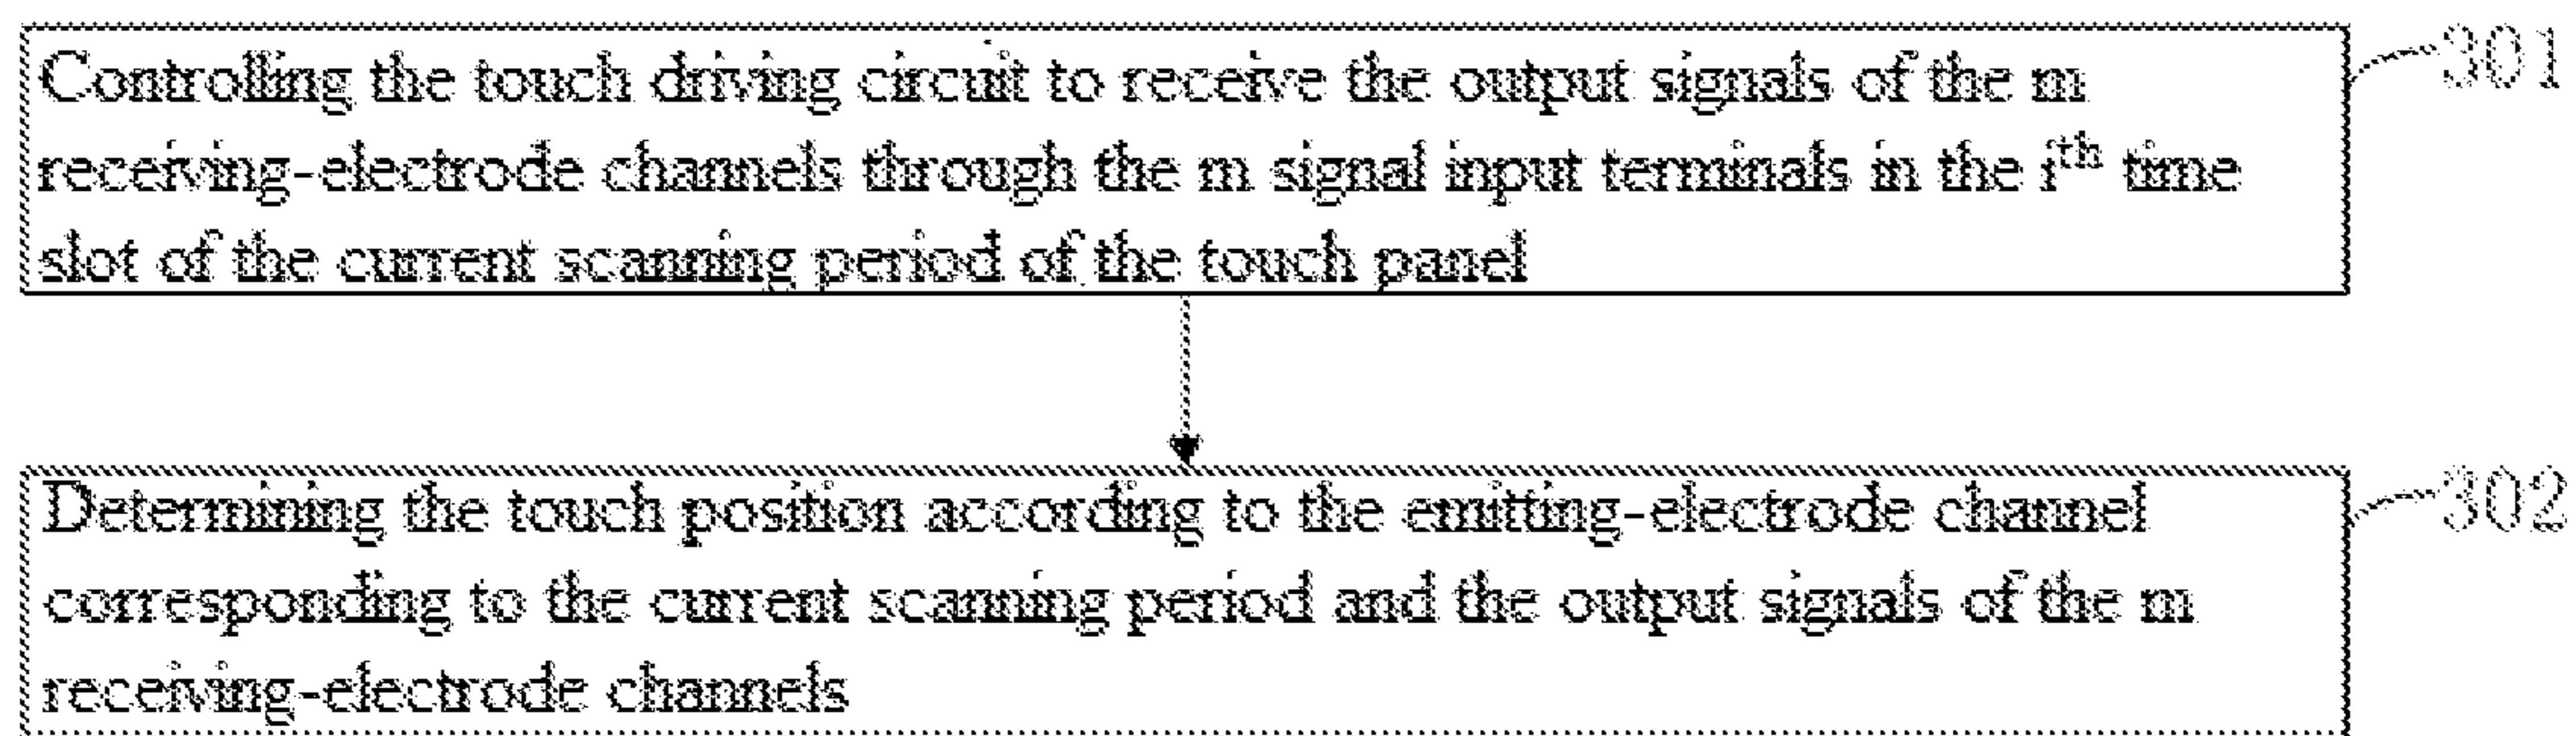 Controlling the touch driving circuit to receive the output signals of the m
receiving-electrode channels through the m signal input terminals in the iᵗʰ time
slot of the current scanning period of the touch panel
301
Determining the touch position according to the emitting-electrode channel
corresponding to the current scanning period and the output signals of the m
receiving-electrode channels
302